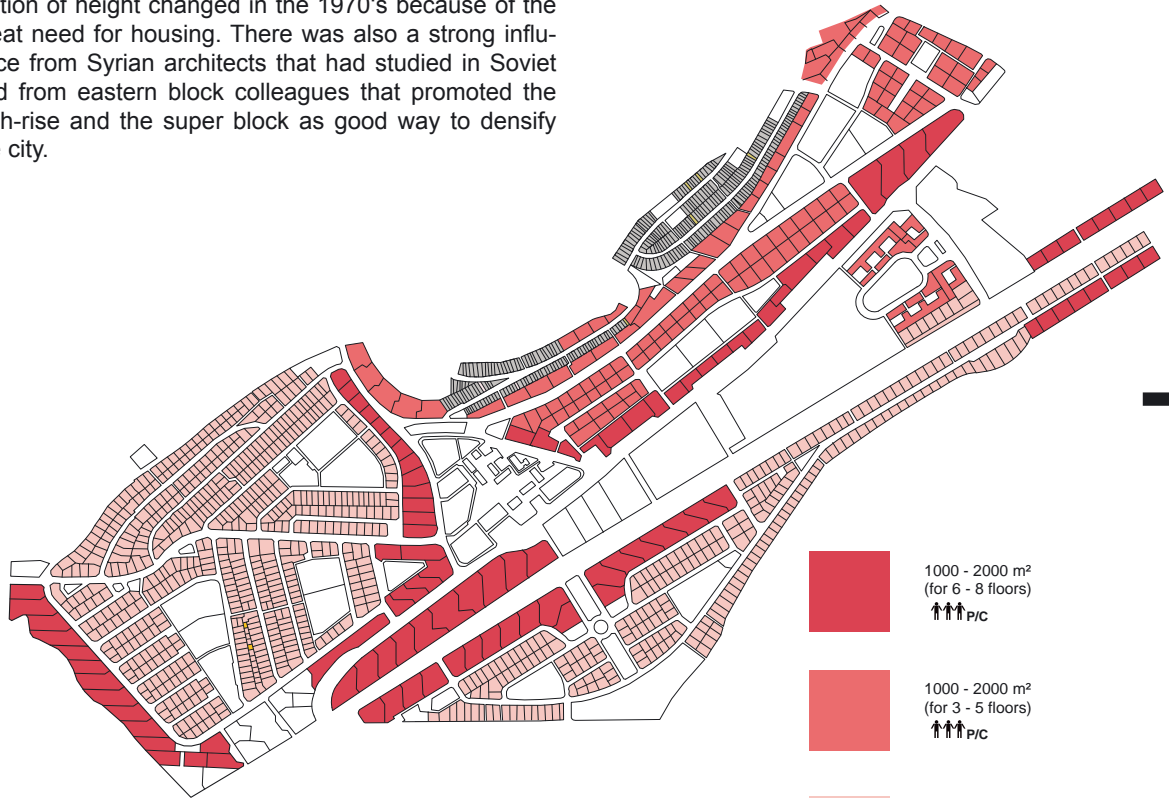 tion of height changed in the 1970's because of the
eat need for housing. There was also a strong influ-
ce from Syrian architects that had studied in Soviet
d from eastern block colleagues that promoted the
h-rise and the super block as good way to densify
city.
1000 - 2000 m²
(for 6 - 8 floors)
P/C
1000 - 2000 m²
(for 3 - 5 floors)
P/C